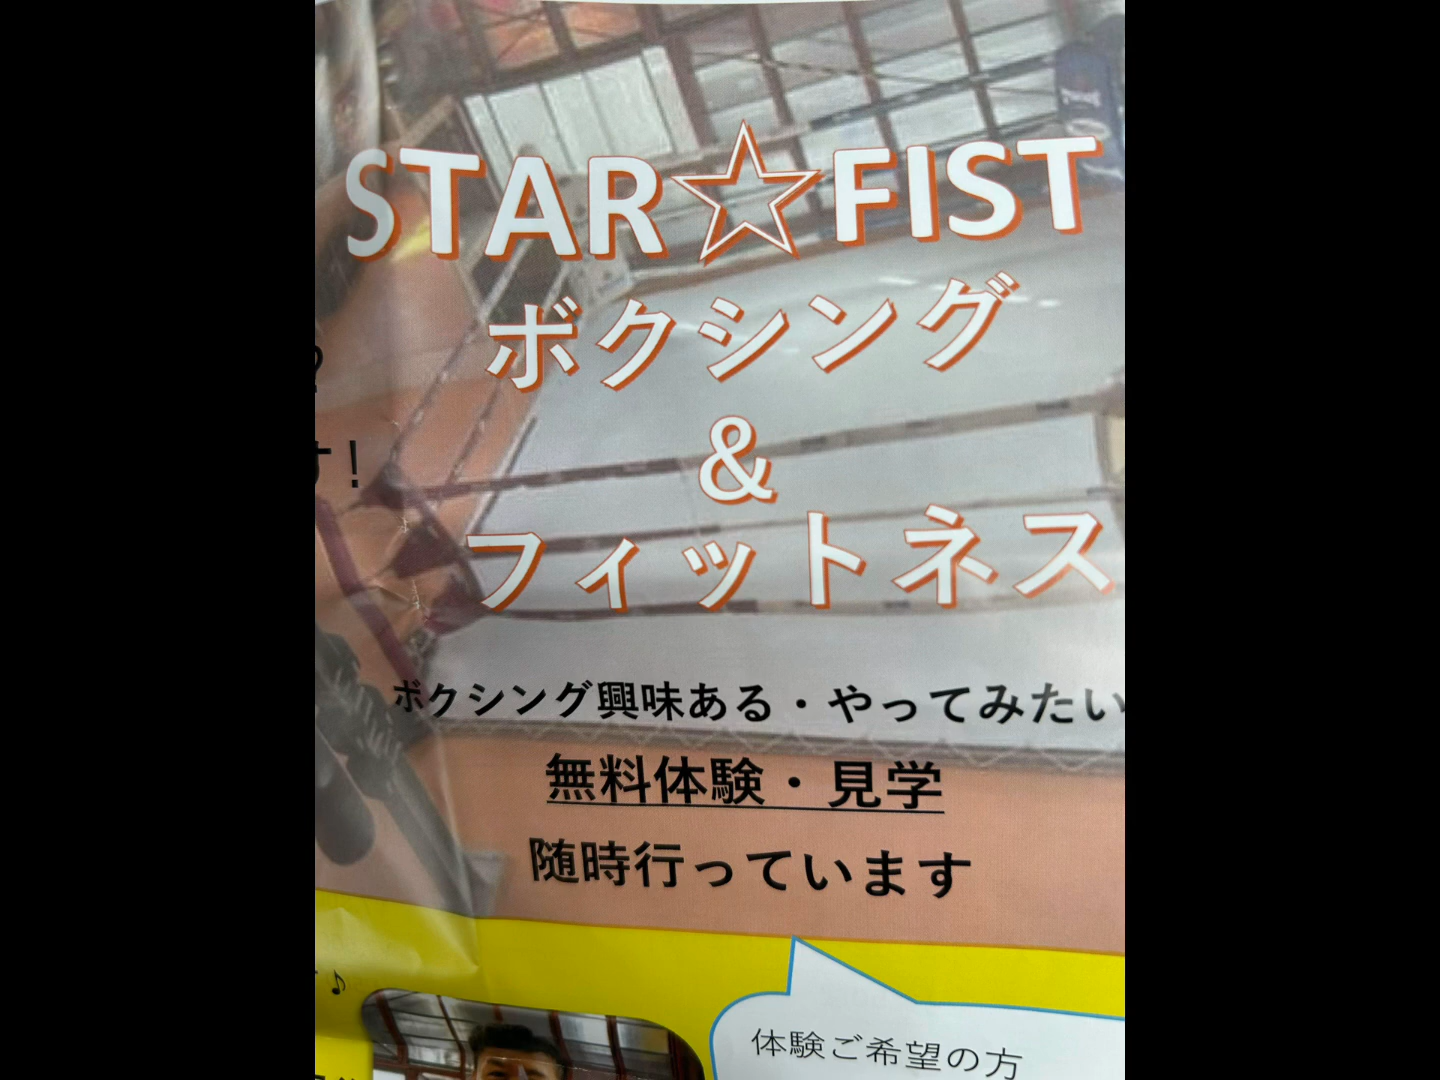 STAR☆FIST
ボクシング
&
フィットネス
す!
ボクシング興味ある・やってみたい
無料体験・見学
随時行っています
♪
体験ご希望の方